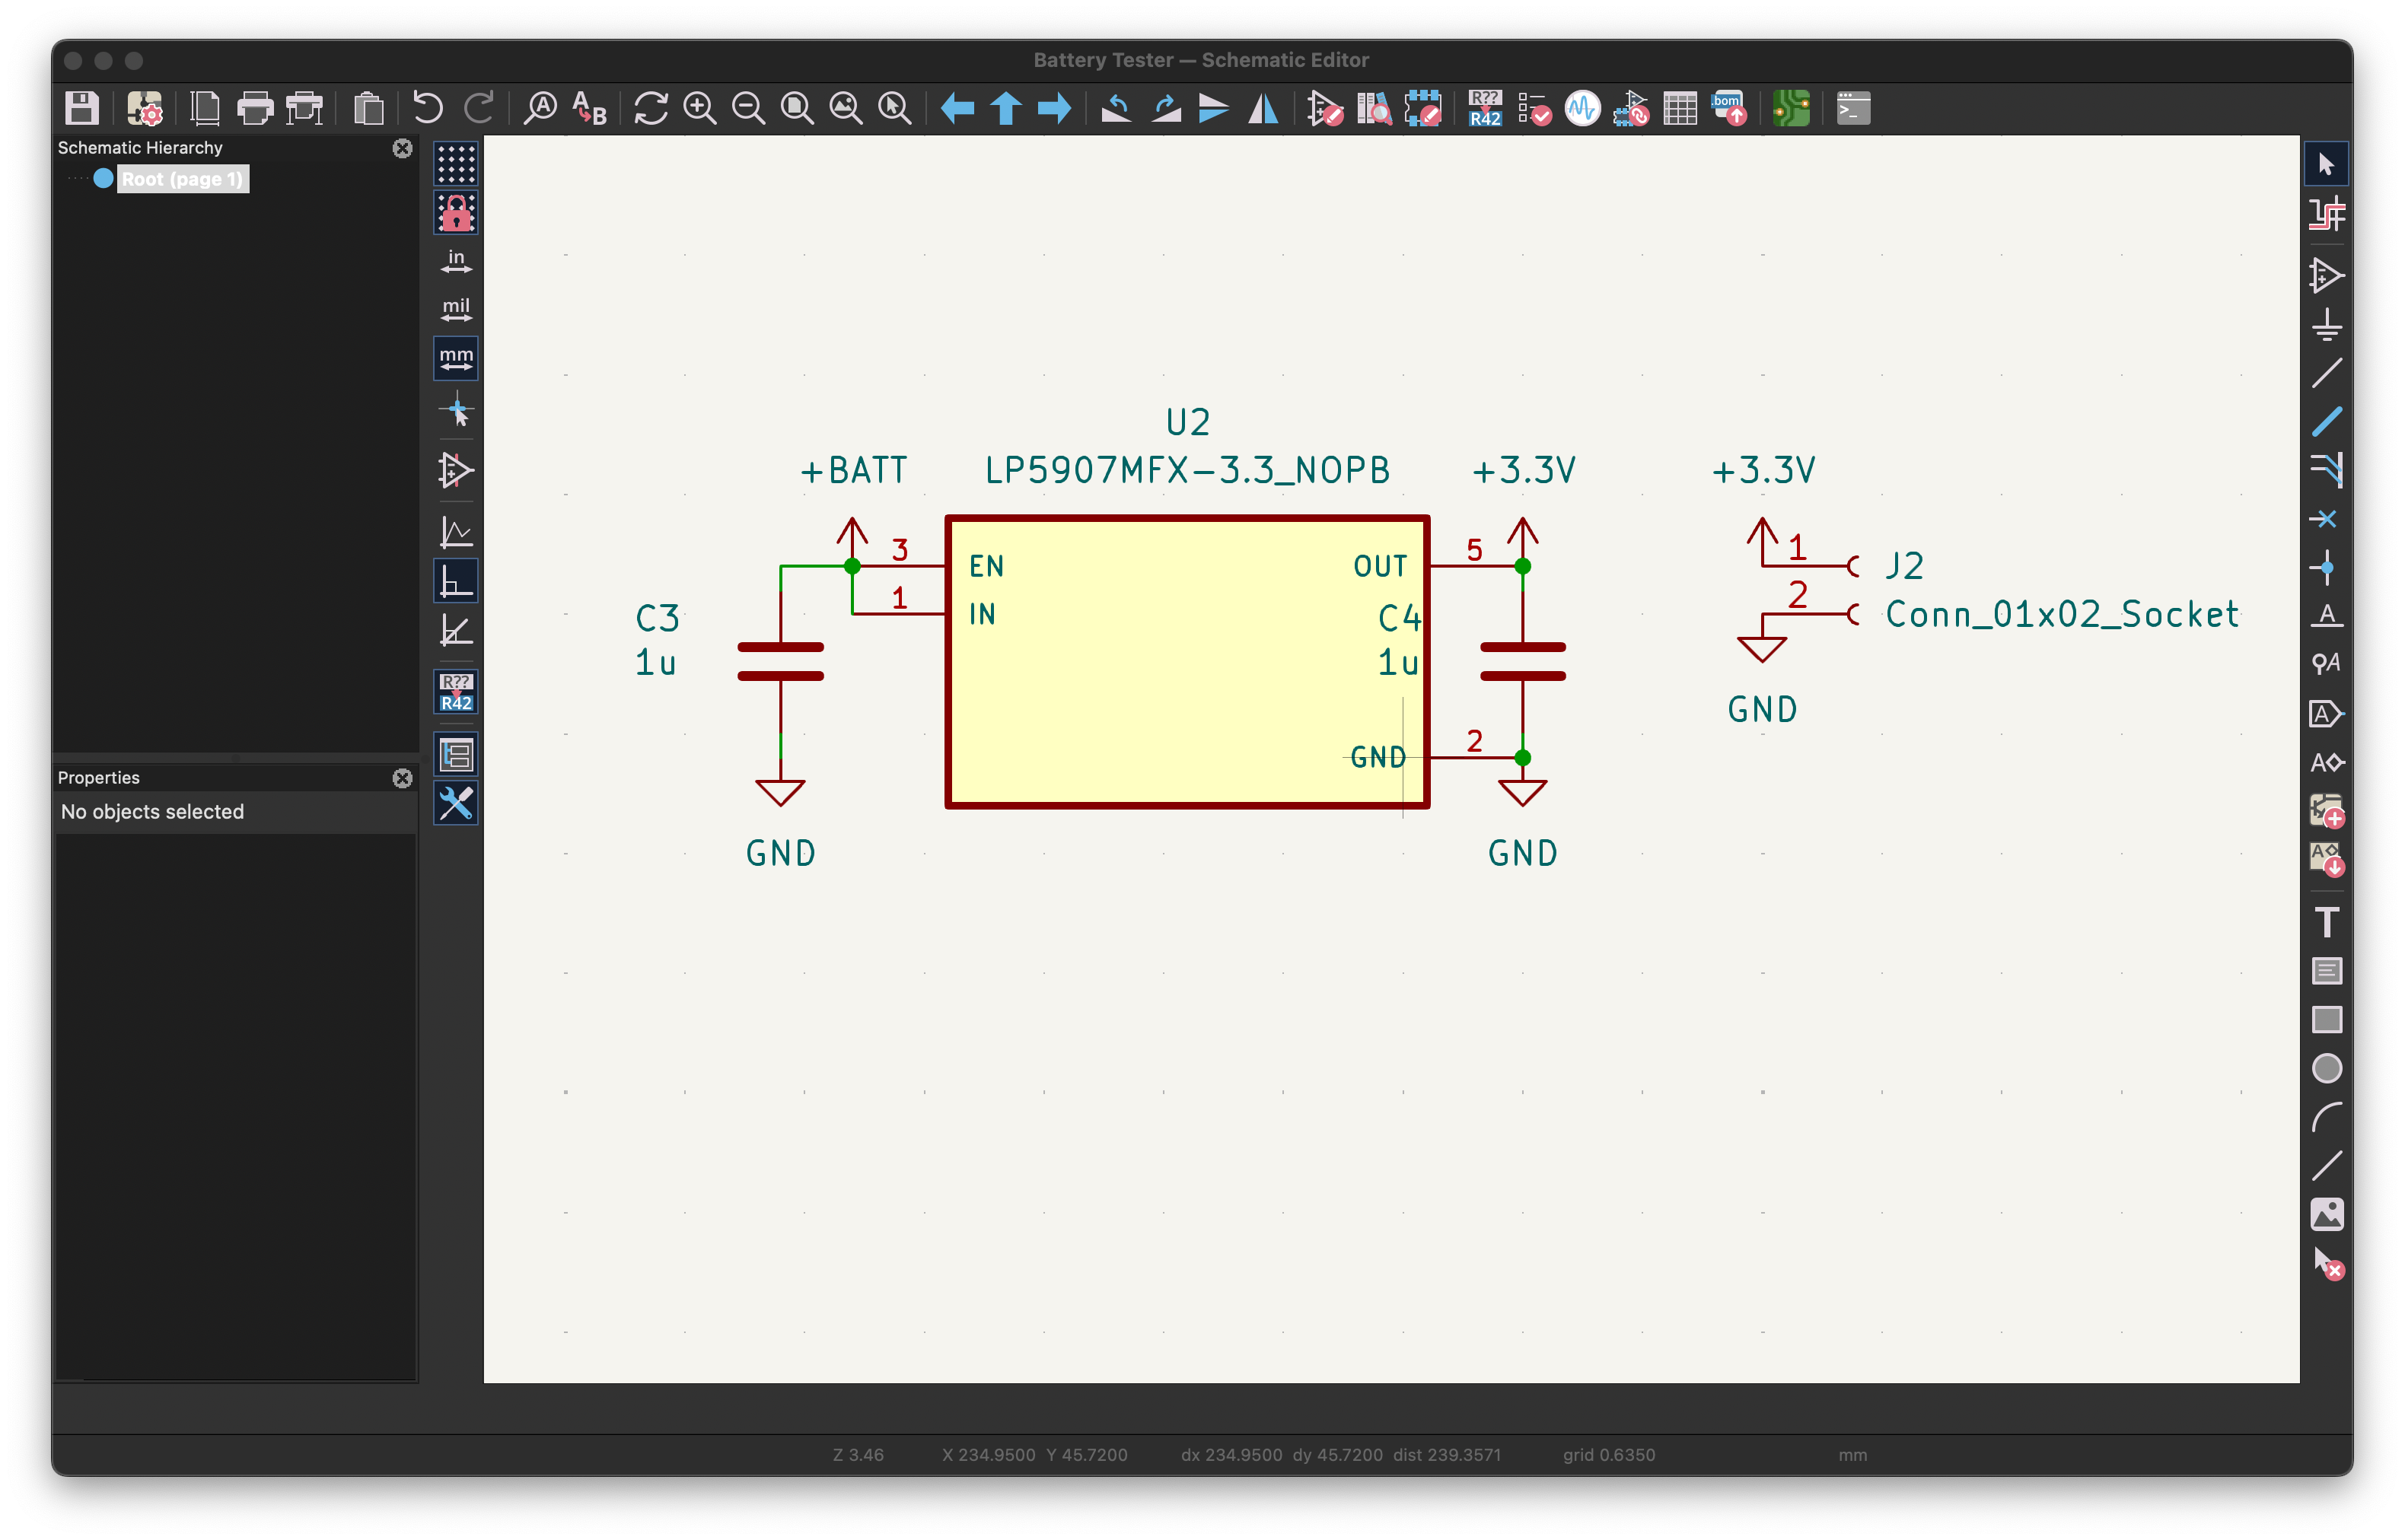 Battery Tester — Schematic Editor
A
A
B
R??
R42
.bom
>_
Schematic Hierarchy
Root (page 1)
in
mil
mm
R??
R42
Properties
No objects selected
U2
+BATT
LP5907MFX-3.3_NOPB
+3.3V
+3.3V
3
EN
OUT
5
1
J2
1
IN
2
Conn_01x02_Socket
C3
1u
C4
1u
GND
GND
2
GND
GND
A
A
A
A
A
T
Z 3.46
X 234.9500 Y 45.7200
dx 234.9500 dy 45.7200 dist 239.3571
grid 0.6350
mm